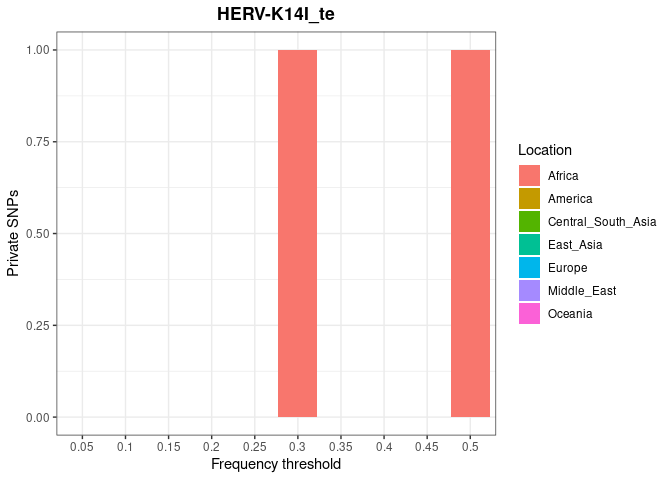 HERV-K14I_te
Private SNPs
1.00
0.75
0.50
0.25
0.00
0.05 0.1 0.15 0.2 0.25 0.3 0.35 0.4 0.45 0.5
Frequency threshold
Location
Africa
America
Central_South_Asia
East_Asia
Europe
Middle_East
Oceania